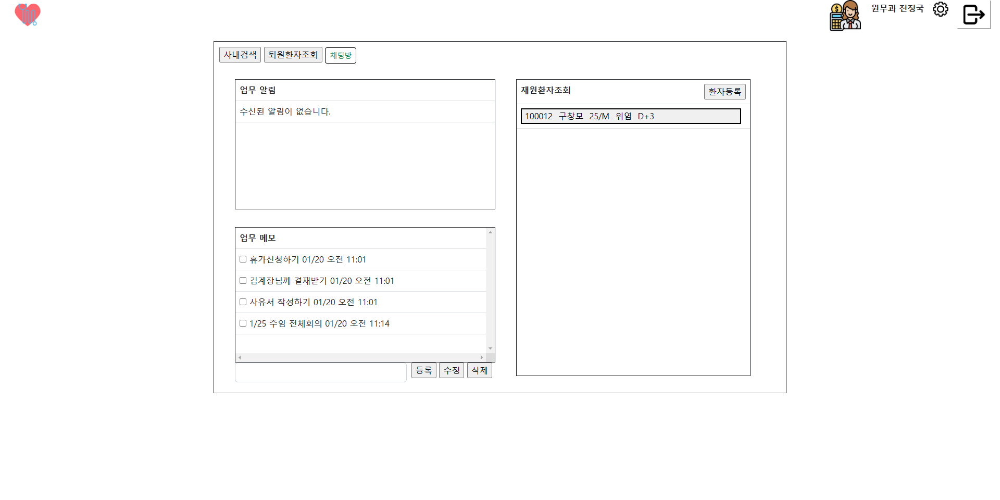 원무과 전정국
사내검색 퇴원환자조회 채팅방
업무 알림
수신된 알림이 없습니다.
재원환자조회 환자등록
100012 구창모 25/M 위염 D+3
업무 메모
휴가신청하기 01/20 오전 11:01
김계장님께 결재받기 01/20 오전 11:01
사유서 작성하기 01/20 오전 11:01
1/25 주임 전체회의 01/20 오전 11:14
등록 수정 삭제